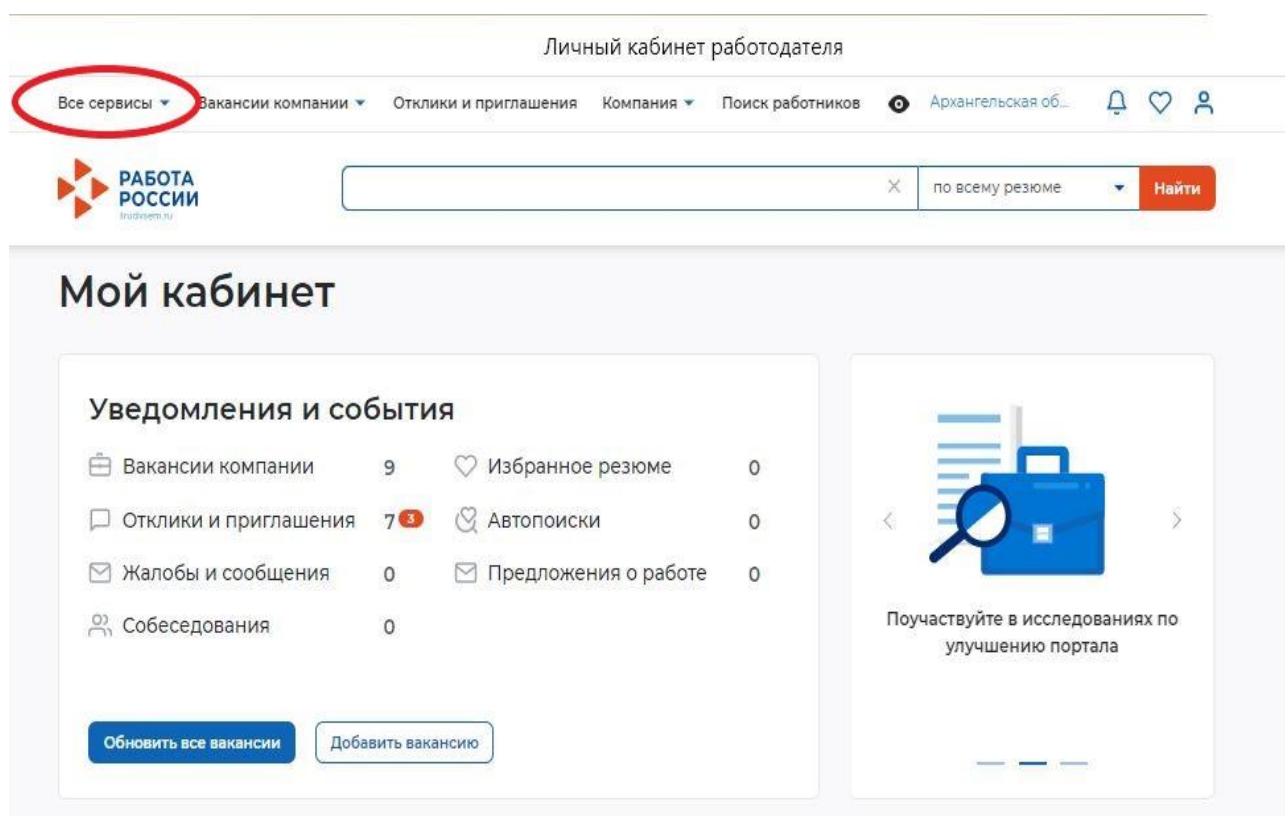 Личный кабинет работодателя
Все сервисы Вакансии компании Отклики и приглашения Компания Поиск работников Архангельская об...
РАБОТА
РОССИИ
trudvsem.ru
по всему резюме Найти
Мой кабинет
Уведомления и события
Вакансии компании 9 Избранное резюме 0
Отклики и приглашения 7 3 Автопоиски 0
Жалобы и сообщения 0 Предложения о работе 0
Собеседования 0
Поучаствуйте в исследованиях по
улучшению портала
Обновить все вакансии Добавить вакансию